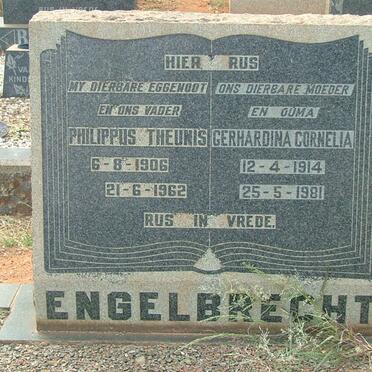 HIER RUS
MY DIERBARE EGGENOOT
EN ONS VADER
PHILIPPUS THEUNIS
6-8-1906
21-6-1962
ONS DIERBARE MOEDER
EN OUMA
GERHARDINA CORNELIA
12-4-1914
25-5-1981
RUS IN VREDE.
ENGELBRECHT